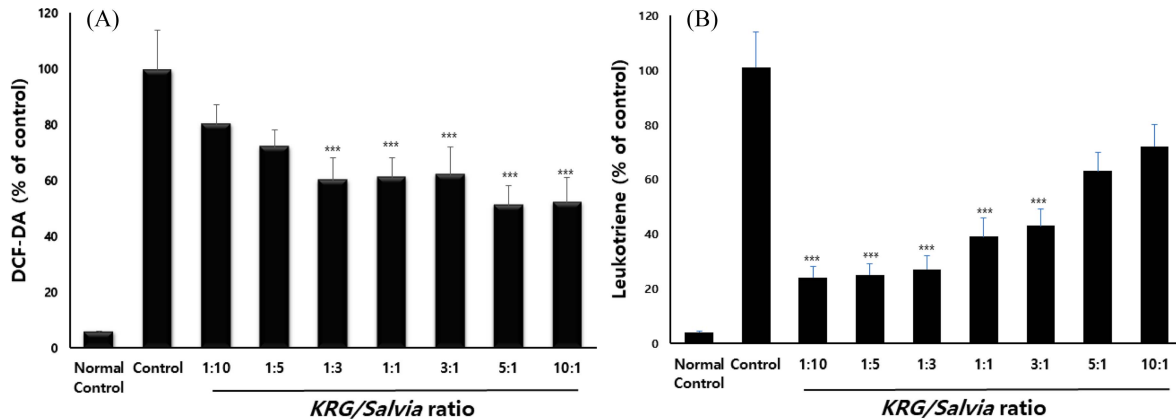 (A)
DCF-DA (% of control)
120
100
80
60
40
20
0
*** *** *** *** ***
Normal Control Control 1:10 1:5 1:3 1:1 3:1 5:1 10:1
KRG/Salvia ratio
(B)
Leukotriene (% of control)
120
100
80
60
40
20
0
*** *** *** *** ***
Normal Control Control 1:10 1:5 1:3 1:1 3:1 5:1 10:1
KRG/Salvia ratio